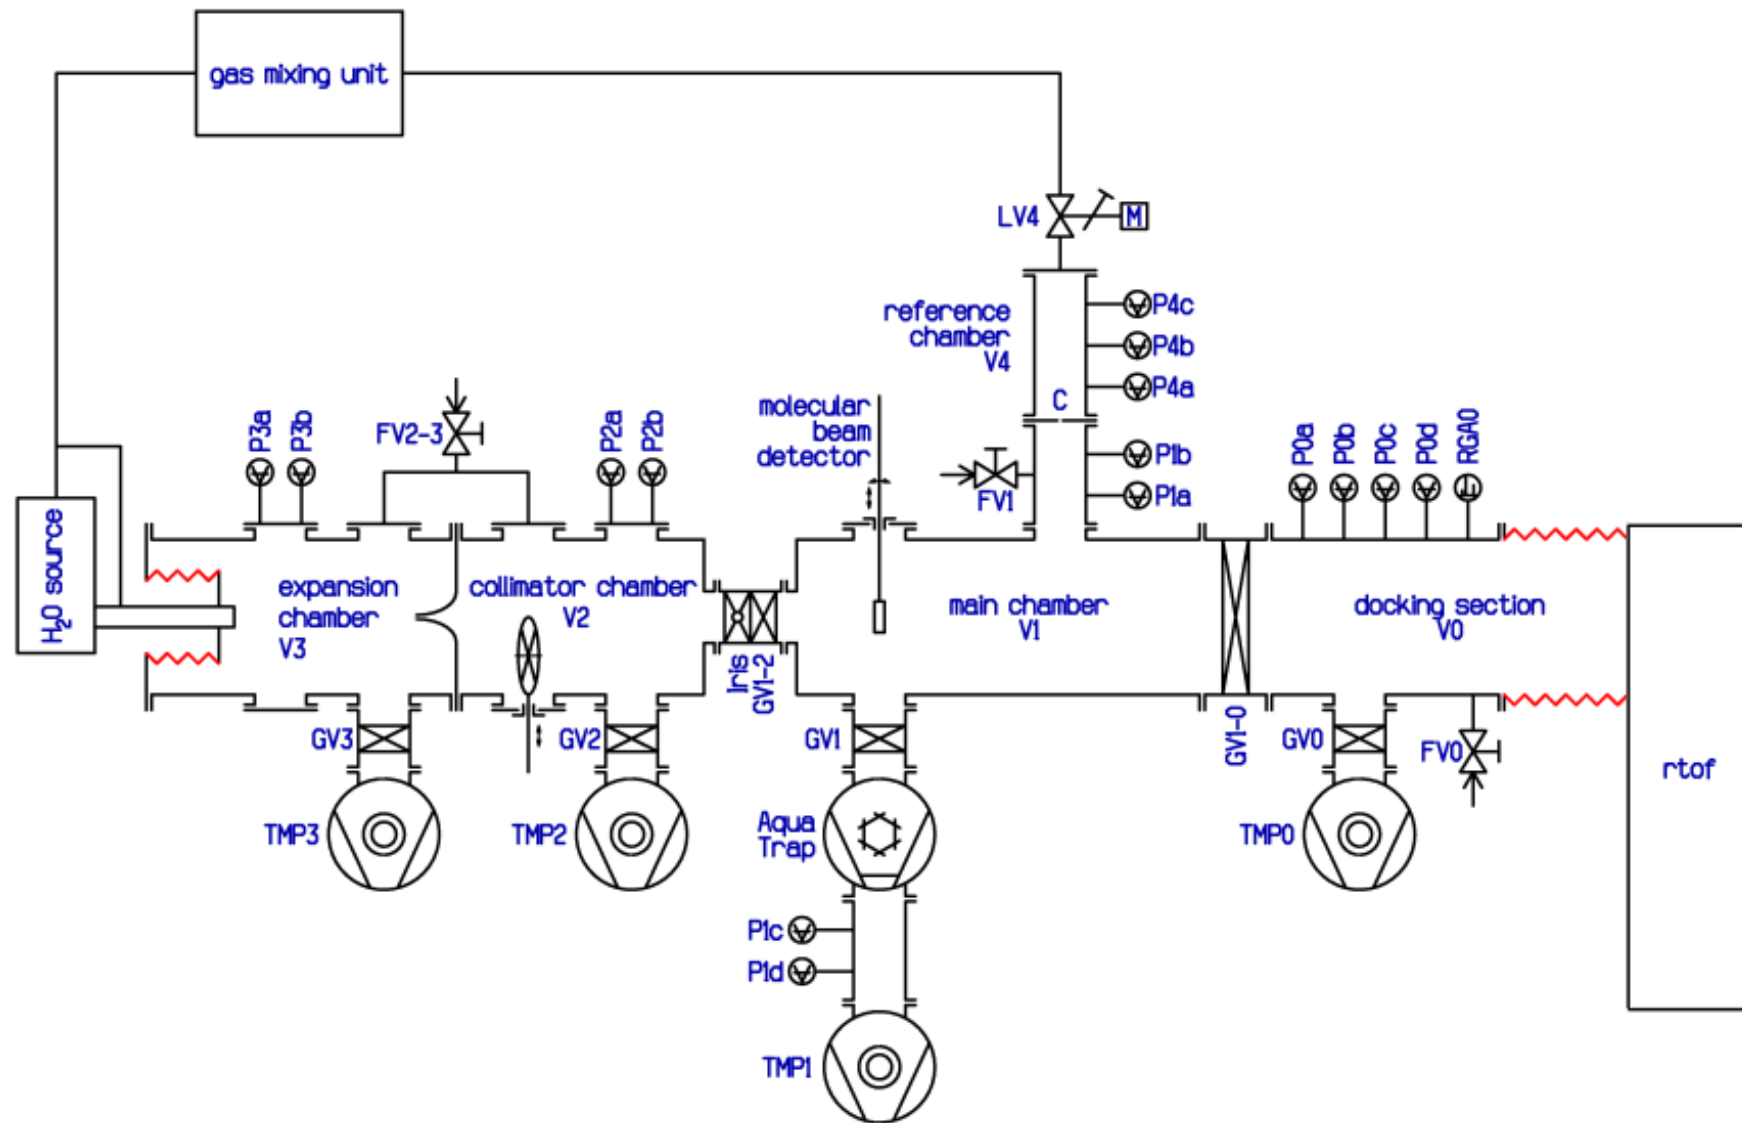 gas mixing unit
LV4
M
reference
chamber
V4
P4c
P4b
P4a
C
molecular
beam
detector
P3a
P3b
FV2-3
P2a
P2b
FV1
P1b
P1a
P0a
P0b
P0c
P0d
RGA0
H2O source
expansion
chamber
V3
collimator chamber
V2
Iris
GV1-2
main chamber
V1
docking section
V0
GV3
GV2
GV1
GV1-0
GV0
FV0
rtof
TMP3
TMP2
Aqua
Trap
TMP0
P1c
P1d
TMP1